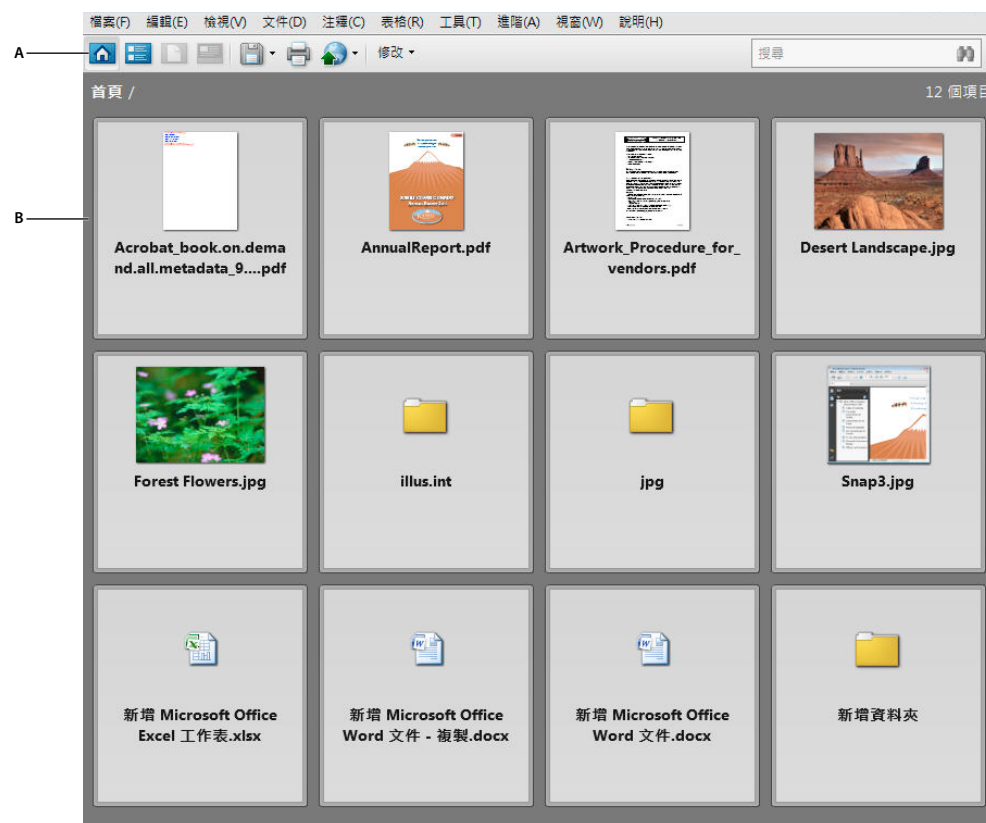 檔案(F) 編輯(E) 檢視(V) 文件(D) 注釋(C) 表格(R) 工具(T) 進階(A) 視窗(W) 說明(H)
A
修改
搜尋
首頁 /
12 個項目
B
Acrobat_book.on.dema
nd.all.metadata_9....pdf
AnnualReport.pdf
Artwork_Procedure_for_
vendors.pdf
Desert Landscape.jpg
Forest Flowers.jpg
illus.int
jpg
Snap3.jpg
新增 Microsoft Office
Excel 工作表.xlsx
新增 Microsoft Office
Word 文件 - 複製.docx
新增 Microsoft Office
Word 文件.docx
新增資料夾